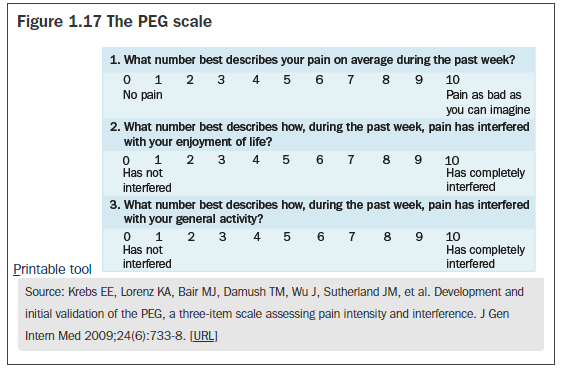 Figure 1.17 The PEG scale
1. What number best describes your pain on average during the past week?
0 1 2 3 4 5 6 7 8 9 10
No pain Pain as bad as
you can imagine
2. What number best describes how, during the past week, pain has interfered
with your enjoyment of life?
0 1 2 3 4 5 6 7 8 9 10
Has not Has completely
interfered interfered
3. What number best describes how, during the past week, pain has interfered
with your general activity?
0 1 2 3 4 5 6 7 8 9 10
Has not Has completely
interfered interfered
Printable tool
Source: Krebs EE, Lorenz KA, Bair MJ, Damush TM, Wu J, Sutherland JM, et al. Development and
initial validation of the PEG, a three-item scale assessing pain intensity and interference. J Gen
Intern Med 2009;24(6):733-8. [URL]